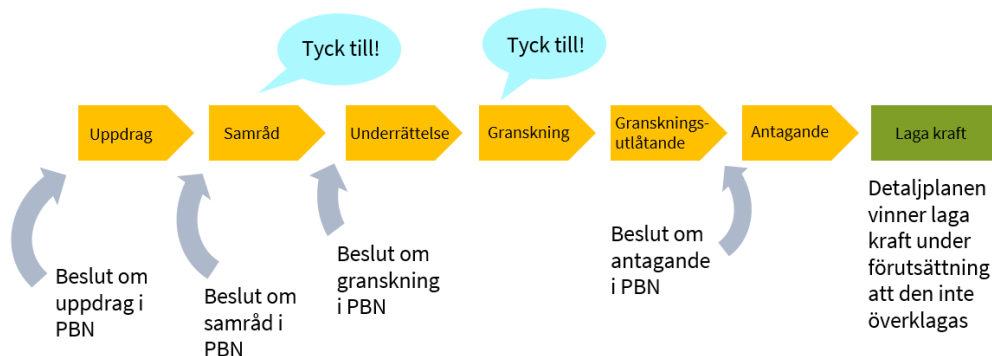 Tyck till!
Tyck till!
Uppdrag
Samråd
Underrättelse
Granskning
Gransknings-
utlåtande
Antagande
Laga kraft
Beslut om
uppdrag i
PBN
Beslut om
samråd i
PBN
Beslut om
granskning
i PBN
Beslut om
antagande
i PBN
Detaljplanen
vinner laga
kraft under
förutsättning
att den inte
överklagas